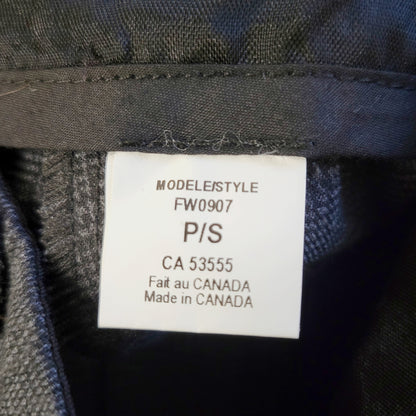 MODELE/STYLE
FW0907
P/S
CA 53555
Fait au CANADA
Made in CANADA